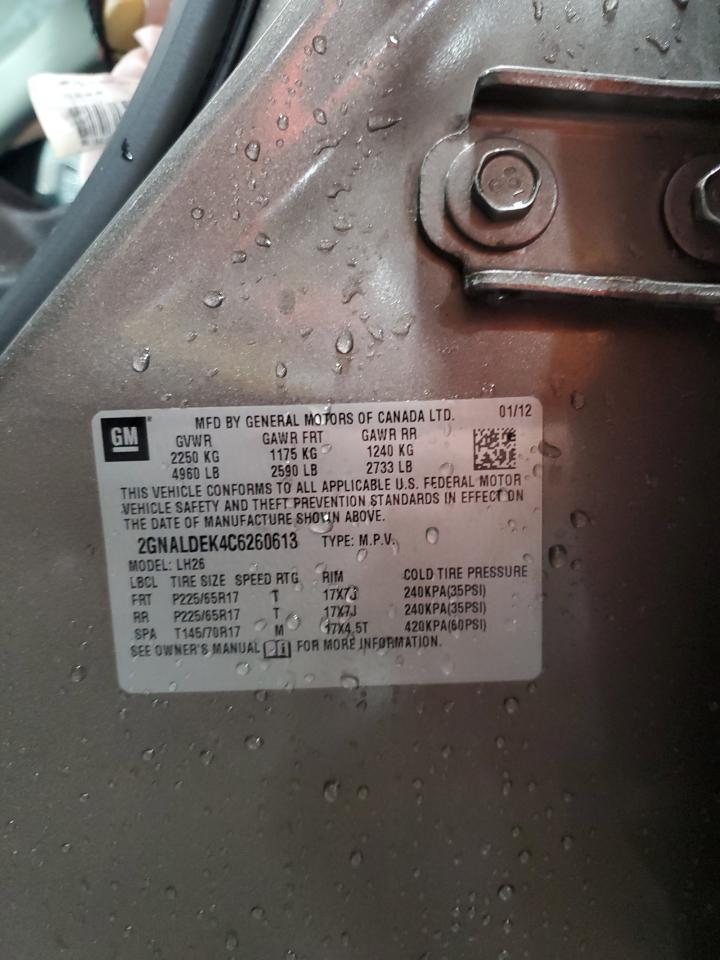 GM
MFD BY GENERAL MOTORS OF CANADA LTD. 01/12
GVWR GAWR FRT GAWR RR
2250 KG 1175 KG 1240 KG
4960 LB 2590 LB 2733 LB
THIS VEHICLE CONFORMS TO ALL APPLICABLE U.S. FEDERAL MOTOR
VEHICLE SAFETY AND THEFT PREVENTION STANDARDS IN EFFECT ON
THE DATE OF MANUFACTURE SHOWN ABOVE.
2GNALDEK4C6260613 TYPE: M.P.V.
MODEL: LH26
LBCL TIRE SIZE SPEED RTG RIM COLD TIRE PRESSURE
FRT P225/65R17 T 17X7J 240KPA(35PSI)
RR P225/65R17 T 17X7J 240KPA(35PSI)
SPA T145/70R17 M 17X4.5T 420KPA(60PSI)
SEE OWNER'S MANUAL FOR MORE INFORMATION.